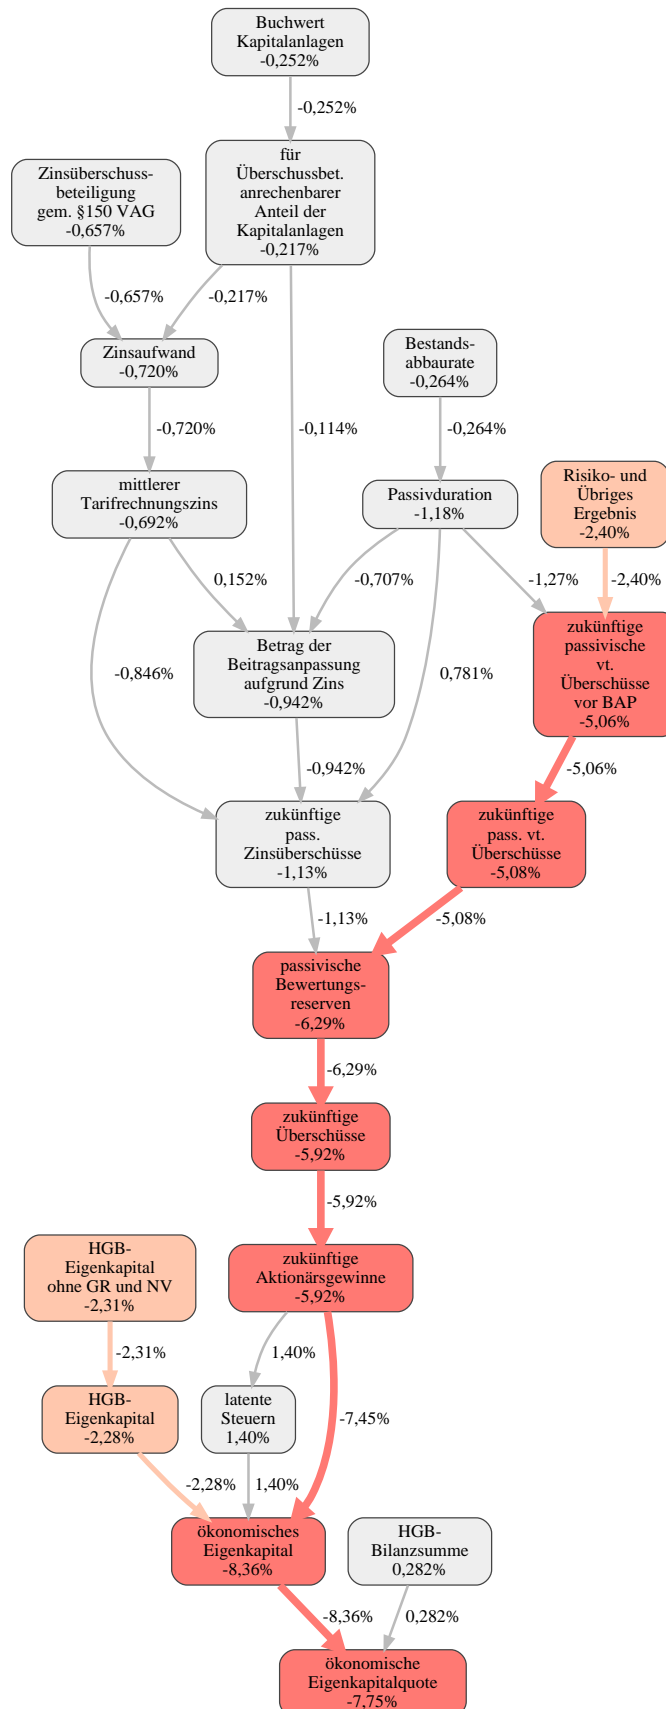 Buchwert
Kapitalanlagen
-0,252%
-0,252%
für
Überschussbet.
anrechenbarer
Anteil der
Kapitalanlagen
-0,217%
Zinsüberschuss-
beteiligung
gem. §150 VAG
-0,657%
-0,657%
-0,217%
Zinsaufwand
-0,720%
Bestands-
abbaurate
-0,264%
-0,720%
-0,114%
-0,264%
mittlerer
Tarifrechnungszins
-0,692%
Passivduration
-1,18%
Risiko- und
Übriges
Ergebnis
-2,40%
0,152%
-0,707%
-1,27%
-2,40%
-0,846%
Betrag der
Beitragsanpassung
aufgrund Zins
-0,942%
0,781%
zukünftige
passivische
vt.
Überschüsse
vor BAP
-5,06%
-0,942%
-5,06%
zukünftige
pass.
Zinsüberschüsse
-1,13%
zukünftige
pass. vt.
Überschüsse
-5,08%
-1,13%
-5,08%
passivische
Bewertungs-
reserven
-6,29%
-6,29%
zukünftige
Überschüsse
-5,92%
-5,92%
HGB-
Eigenkapital
ohne GR und NV
-2,31%
zukünftige
Aktionärsgewinne
-5,92%
-2,31%
1,40%
HGB-
Eigenkapital
-2,28%
latente
Steuern
1,40%
-7,45%
-2,28%
1,40%
ökonomisches
Eigenkapital
-8,36%
HGB-
Bilanzsumme
0,282%
-8,36%
0,282%
ökonomische
Eigenkapitalquote
-7,75%